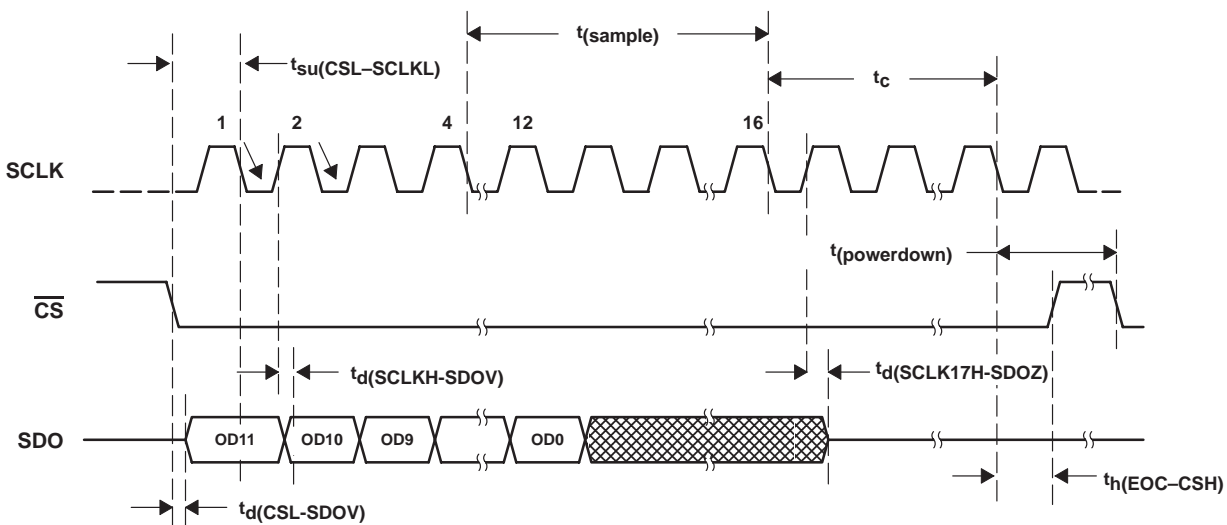 t(sample)
tsu(CSL–SCLKL)
tc
1 2 4 12 16
SCLK
t(powerdown)
CS
td(SCLKH-SDOV)
td(SCLK17H-SDOZ)
SDO
OD11 OD10 OD9 OD0
th(EOC–CSH)
td(CSL-SDOV)